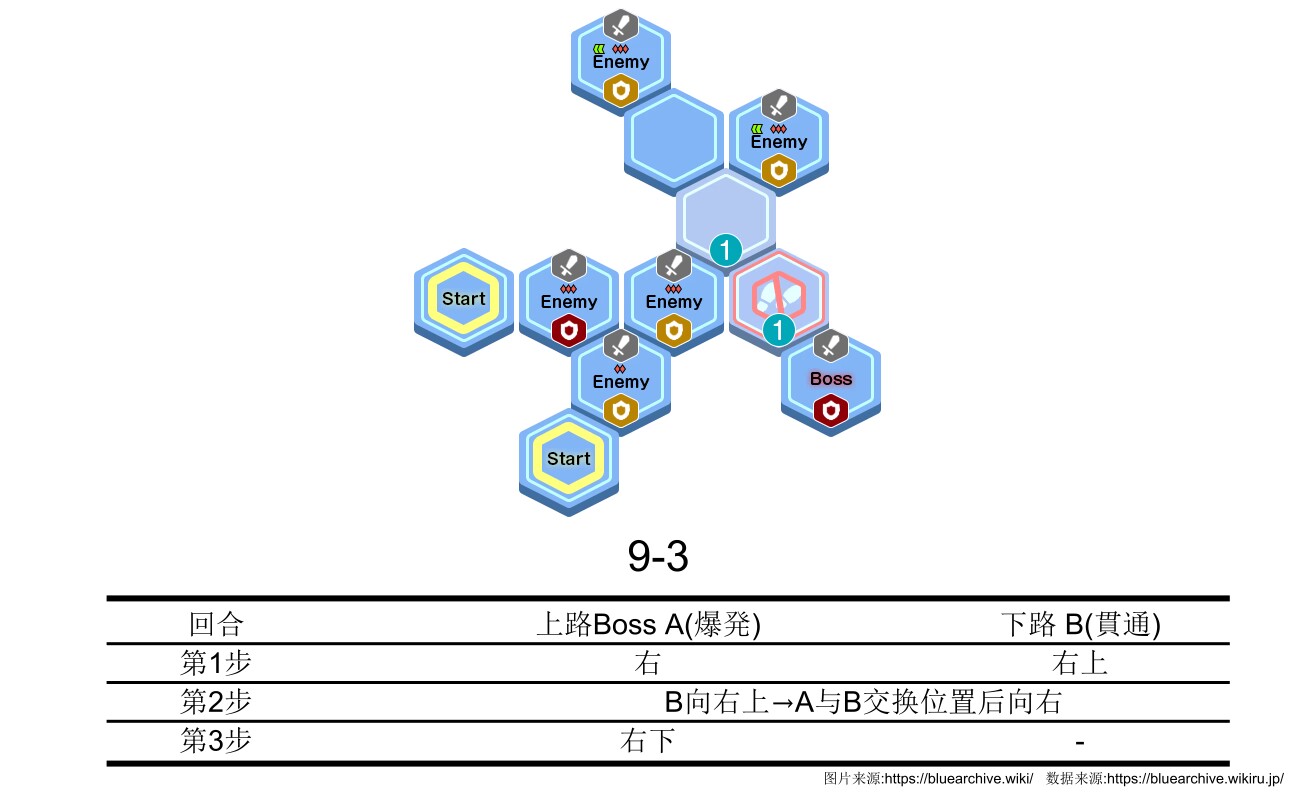 Enemy
Enemy
1
Start
Enemy
Enemy
1
Enemy
Boss
Start
9-3
回合 上路Boss A(爆発) 下路 B(貫通)
第1步 右 右上
第2步 B向右上→A与B交换位置后向右
第3步 右下 -
图片来源:https://bluearchive.wiki/ 数据来源:https://bluearchive.wikiru.jp/